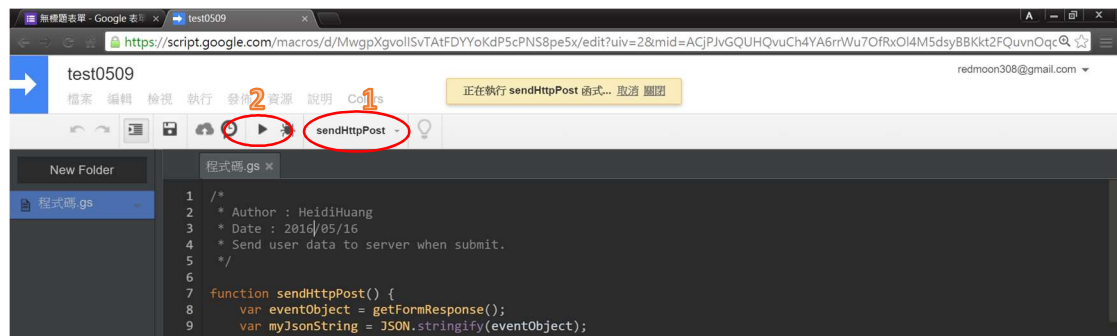 無標題表單 - Google 表單 × test0509 ×
https://script.google.com/macros/d/MwgpXgvolISvTAtFDYYoKdP5cPNS8pe5x/edit?uiv=2&mid=ACjPJvGQUHQvuCh4YA6rrWu7OfRxOl4M5dsyBBKkt2FQuvnOqc
test0509
redmoon308@gmail.com
正在執行 sendHttpPost 函式... 取消 關閉
檔案 編輯 檢視 執行 發佈 資源 說明 Colors
2 1
sendHttpPost
New Folder
程式碼.gs ×
程式碼.gs
1 /*
2 * Author : HeidiHuang
3 * Date : 2016/05/16
4 * Send user data to server when submit.
5 */
6
7 function sendHttpPost() {
8 var eventObject = getFormResponse();
9 var myJsonString = JSON.stringify(eventObject);